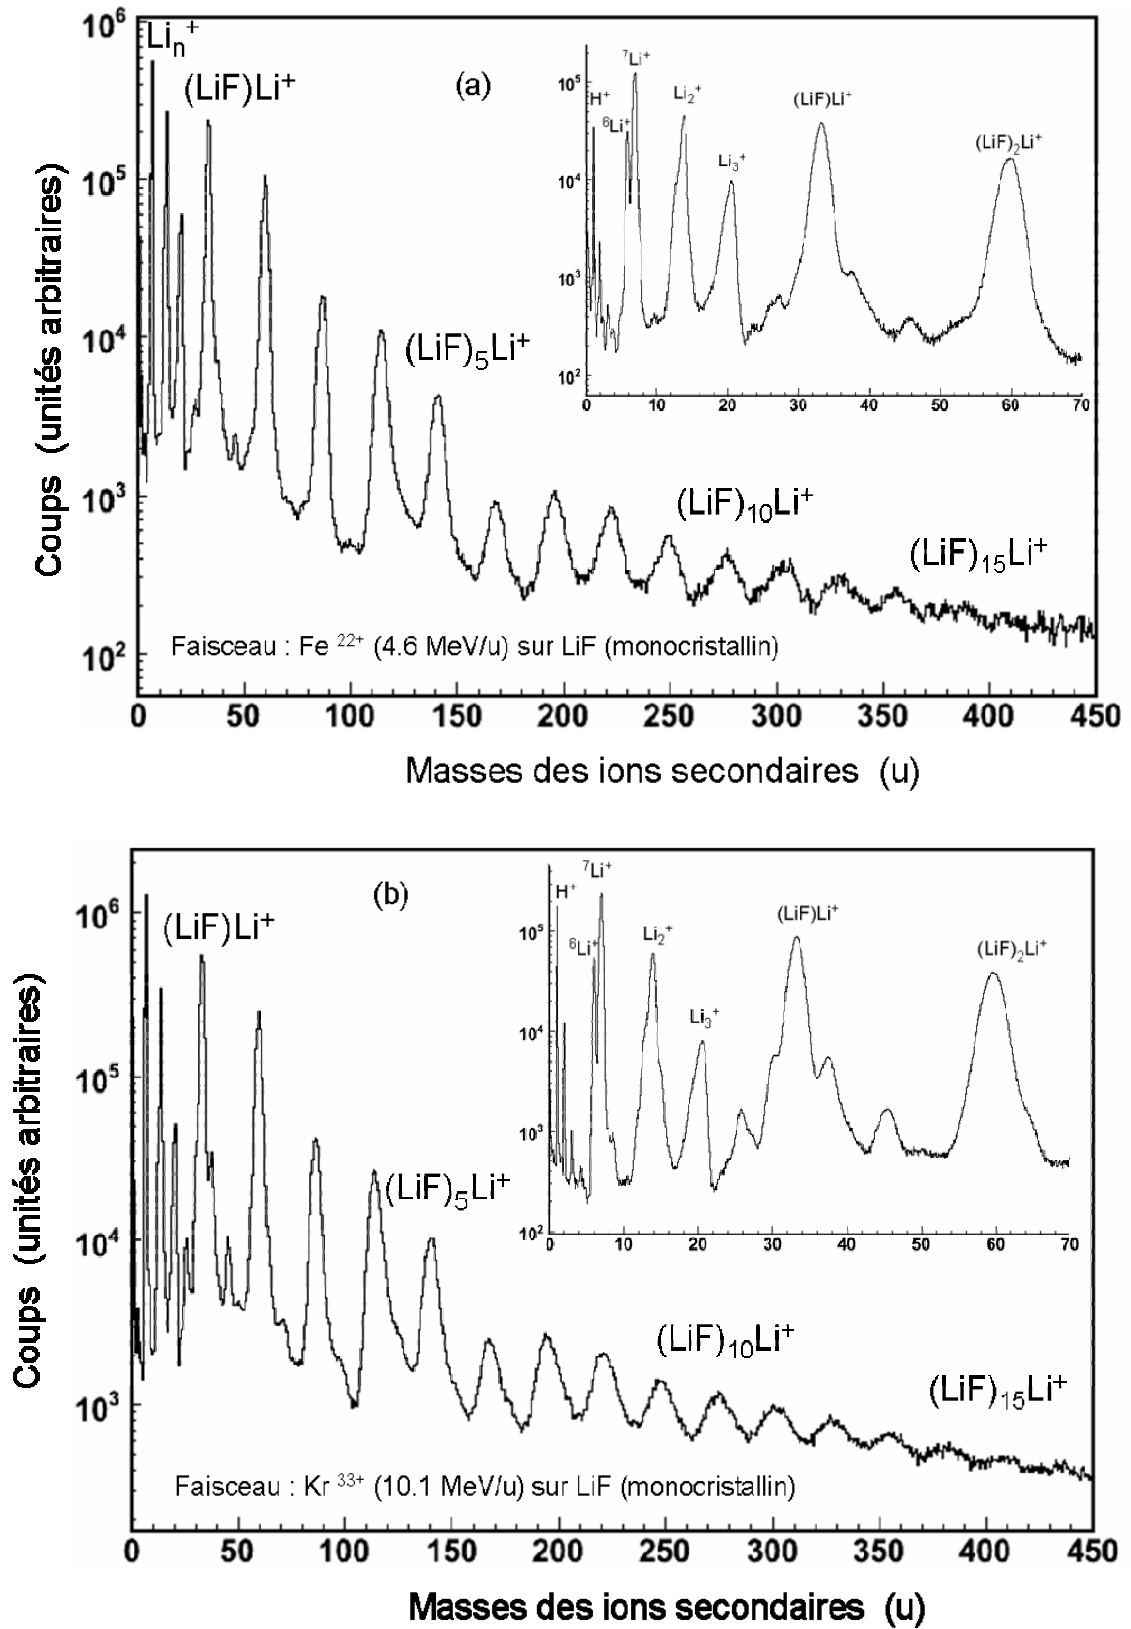 10⁶
10⁵
10⁴
10³
10²
Coups (unités arbitraires)
Liₙ⁺
(LiF)Li⁺
(a)
(LiF)₅Li⁺
(LiF)₁₀Li⁺
(LiF)₁₅Li⁺
10⁵
10⁴
10³
10²
H⁺
⁶Li⁺
⁷Li⁺
Li₂⁺
Li₃⁺
(LiF)Li⁺
(LiF)₂Li⁺
0 10 20 30 40 50 60 70
Faisceau : Fe ²²⁺ (4.6 MeV/u) sur LiF (monocristallin)
0 50 100 150 200 250 300 350 400 450
Masses des ions secondaires (u)
10⁶
10⁵
10⁴
10³
Coups (unités arbitraires)
(LiF)Li⁺
(b)
(LiF)₅Li⁺
(LiF)₁₀Li⁺
(LiF)₁₅Li⁺
10⁵
10⁴
10³
10²
H⁺
⁶Li⁺
⁷Li⁺
Li₂⁺
Li₃⁺
(LiF)Li⁺
(LiF)₂Li⁺
0 10 20 30 40 50 60 70
Faisceau : Kr ³³⁺ (10.1 MeV/u) sur LiF (monocristallin)
0 50 100 150 200 250 300 350 400 450
Masses des ions secondaires (u)